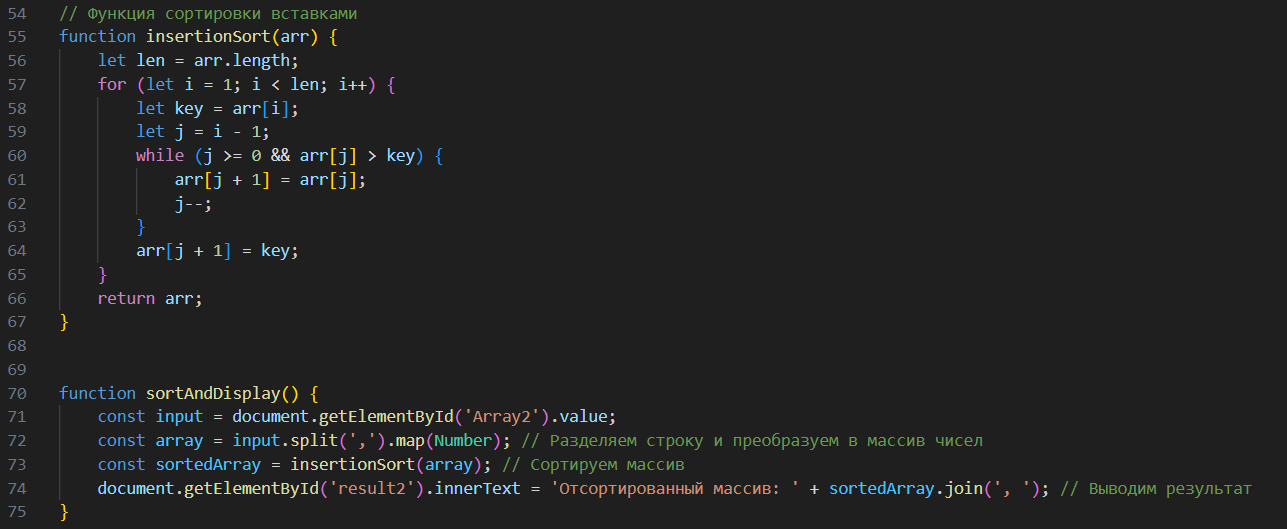 54 // Функция сортировки вставками
55 function insertionSort(arr) {
56     let len = arr.length;
57     for (let i = 1; i < len; i++) {
58         let key = arr[i];
59         let j = i - 1;
60         while (j >= 0 && arr[j] > key) {
61             arr[j + 1] = arr[j];
62             j--;
63         }
64         arr[j + 1] = key;
65     }
66     return arr;
67 }
68
69
70 function sortAndDisplay() {
71     const input = document.getElementById('Array2').value;
72     const array = input.split(',').map(Number); // Разделяем строку и преобразуем в массив чисел
73     const sortedArray = insertionSort(array); // Сортируем массив
74     document.getElementById('result2').innerText = 'Отсортированный массив: ' + sortedArray.join(', '); // Выводим результат
75 }